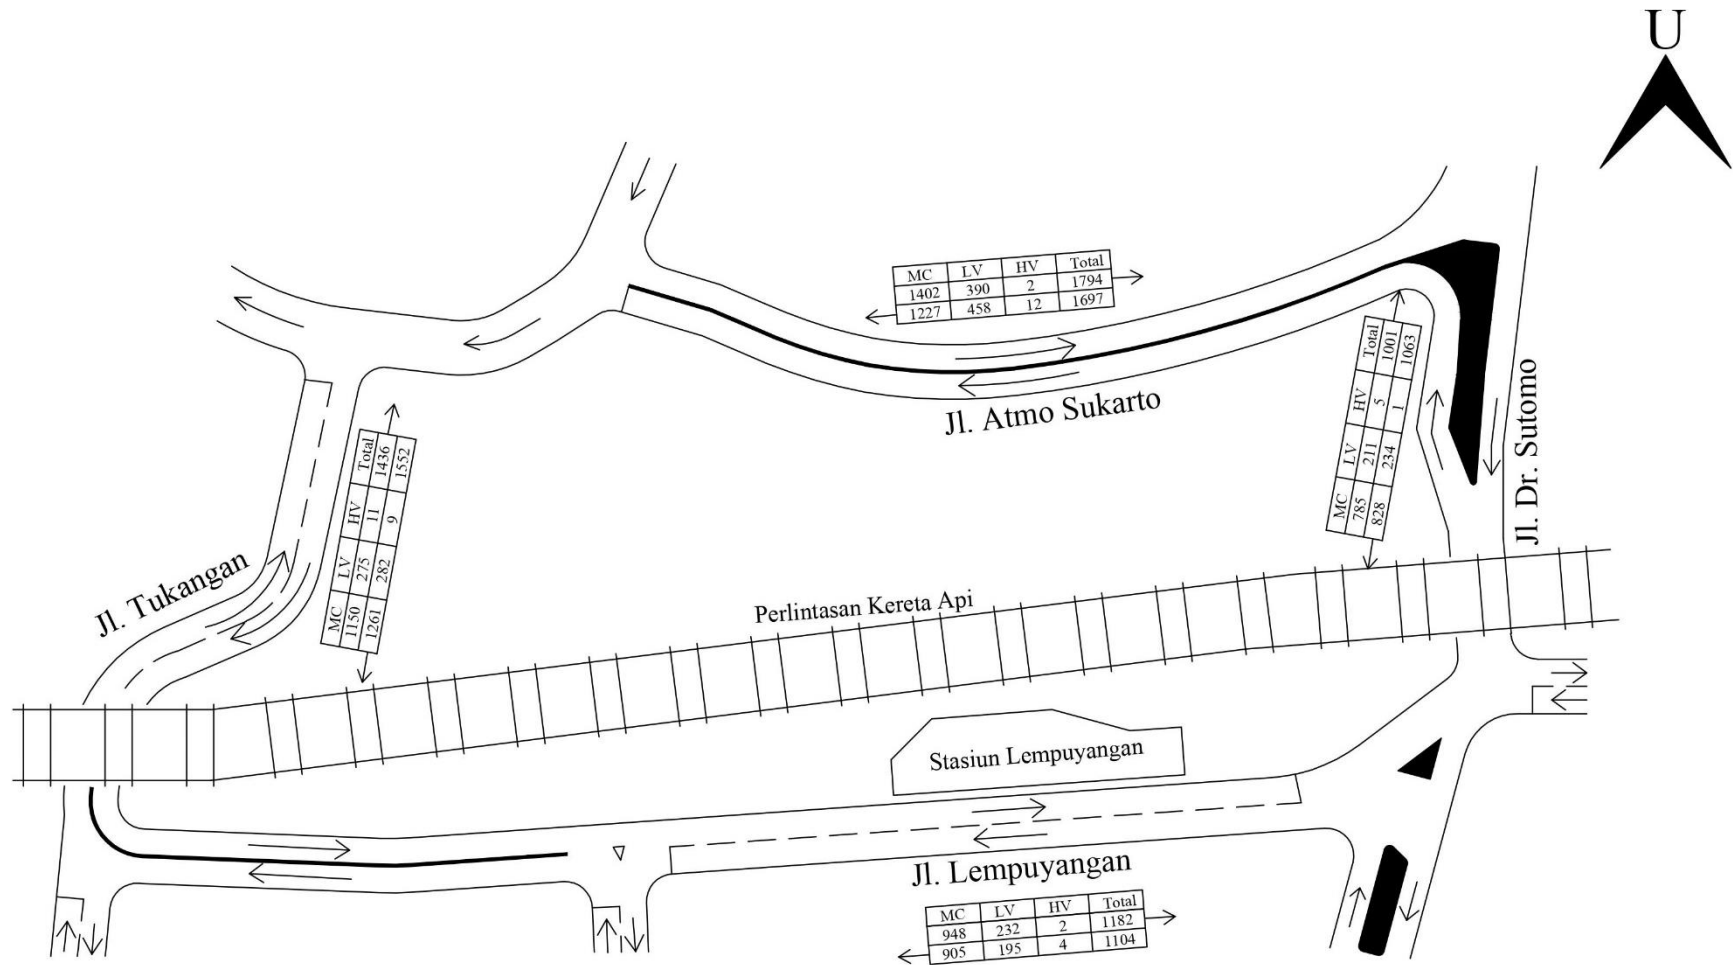 U
MC LV HV Total
1402 390 2 1794
1227 458 12 1697
Jl. Atmo Sukarto
MC LV HV Total
785 211 5 1001
828 234 1 1063
Jl. Dr. Sutomo
MC LV HV Total
1150 275 11 1436
1261 282 9 1552
Jl. Tukangan
Perlintasan Kereta Api
Stasiun Lempuyangan
Jl. Lempuyangan
MC LV HV Total
948 232 2 1182
905 195 4 1104